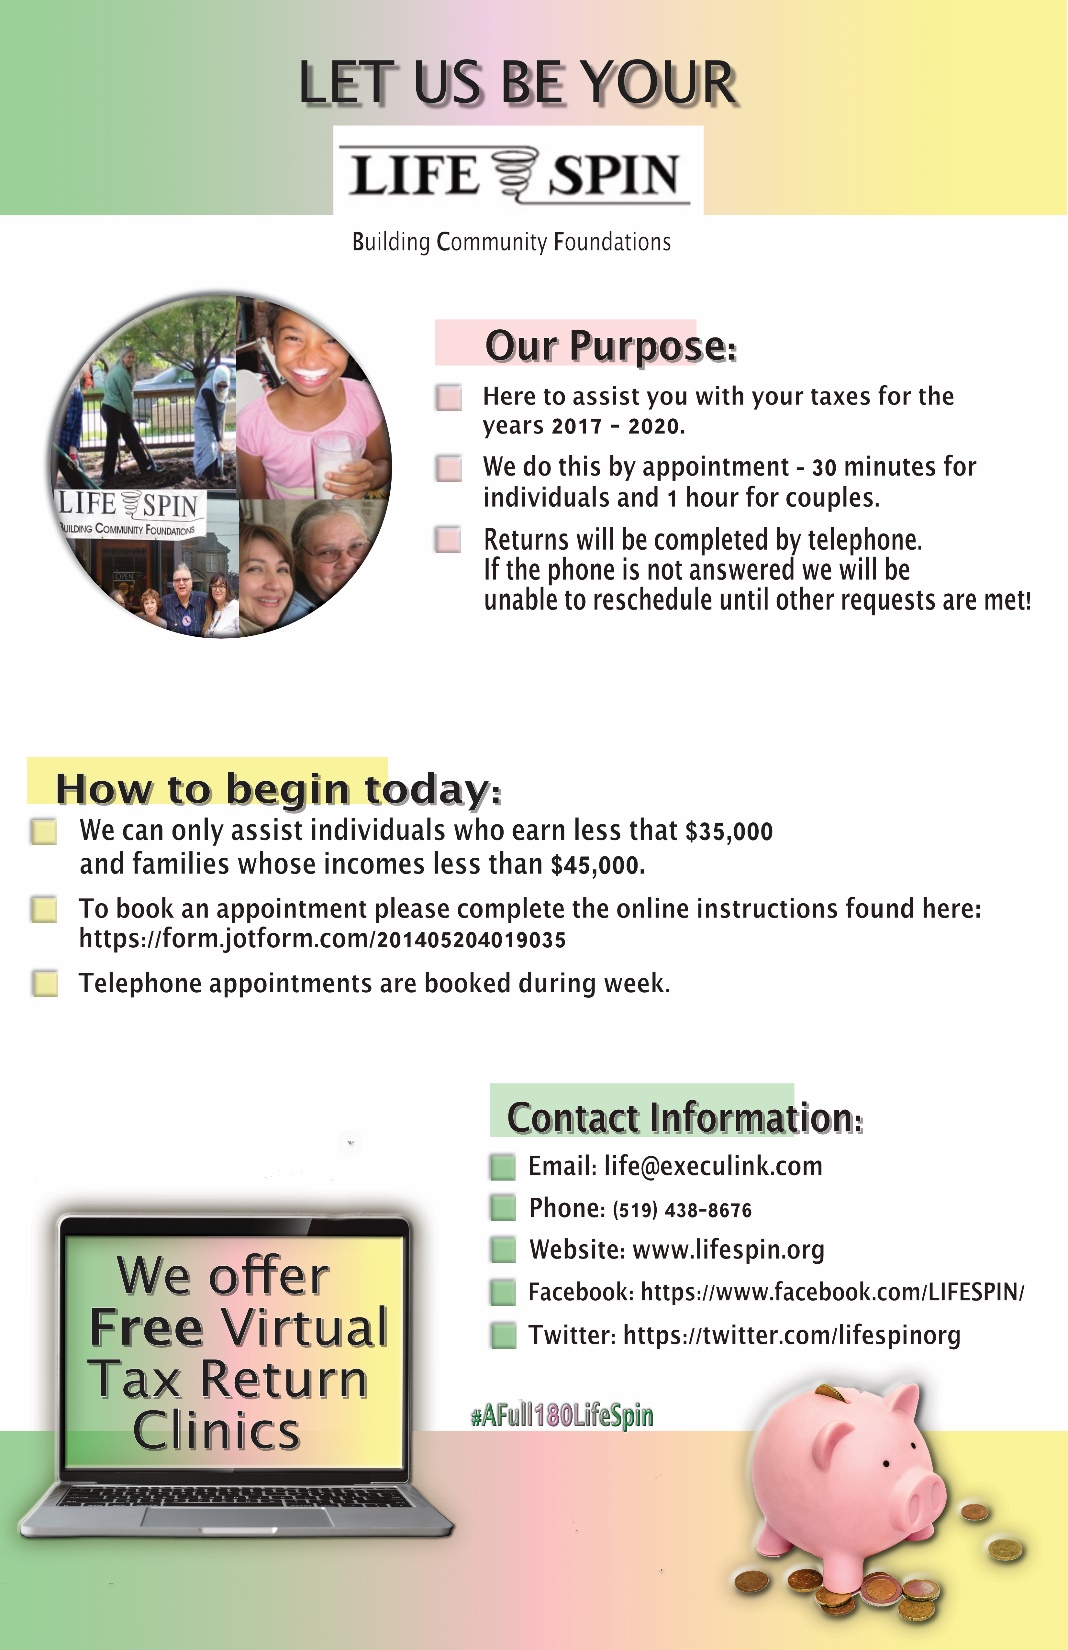 LET US BE YOUR
LIFE SPIN
Building Community Foundations
LIFE SPIN
BUILDING COMMUNITY FOUNDATIONS
OPEN
Our Purpose:
Here to assist you with your taxes for the
years 2017 - 2020.
We do this by appointment - 30 minutes for
individuals and 1 hour for couples.
Returns will be completed by telephone.
If the phone is not answered we will be
unable to reschedule until other requests are met!
How to begin today:
We can only assist individuals who earn less that $35,000
and families whose incomes less than $45,000.
To book an appointment please complete the online instructions found here:
https://form.jotform.com/201405204019035
Telephone appointments are booked during week.
Contact Information:
Email: life@execulink.com
Phone: (519) 438-8676
Website: www.lifespin.org
Facebook: https://www.facebook.com/LIFESPIN/
Twitter: https://twitter.com/lifespinorg
We offer
Free Virtual
Tax Return
Clinics
#AFull180LifeSpin